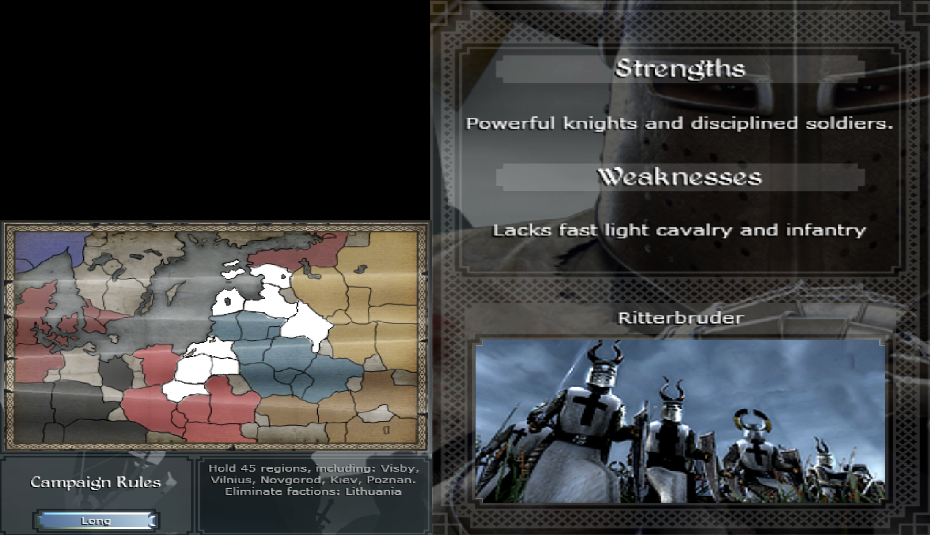 Strengths
Powerful knights and disciplined soldiers.
Weaknesses
Lacks fast light cavalry and infantry
Ritterbruder
Campaign Rules
Long
Hold 45 regions, including: Visby,
Vilnius, Novgorod, Kiev, Poznan.
Eliminate factions: Lithuania